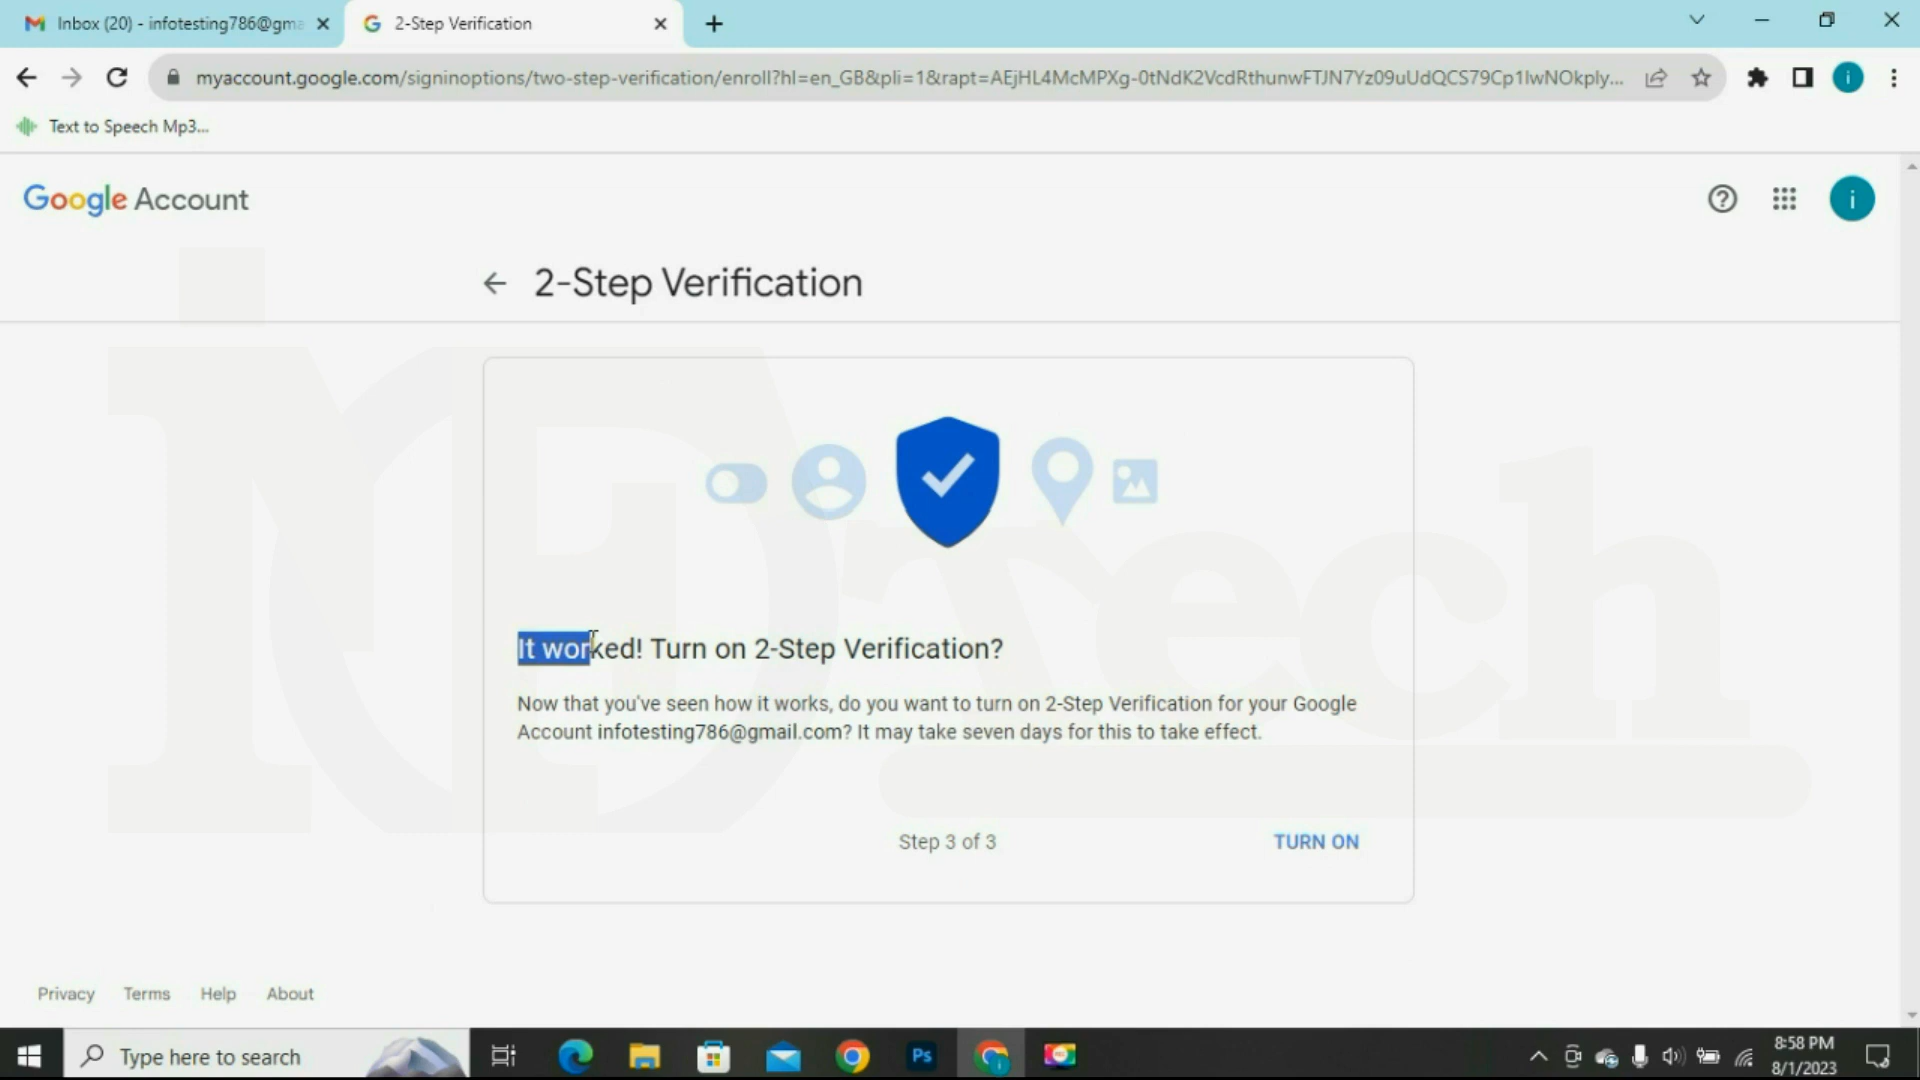 Inbox (20) - infotesting786@gma
2-Step Verification
myaccount.google.com/signinoptions/two-step-verification/enroll?hl=en_GB&pli=1&rapt=AEjHL4McMPXg-0tNdK2VcdRthunwFTJN7Yz09uUdQCS79Cp1lwNOkply...
i
Text to Speech Mp3...
Google Account
i
2-Step Verification
It worked! Turn on 2-Step Verification?
Now that you've seen how it works, do you want to turn on 2-Step Verification for your Google
Account infotesting786@gmail.com? It may take seven days for this to take effect.
Step 3 of 3
TURN ON
Tech
Privacy
Terms
Help
About
Type here to search
Ps
8:58 PM
8/1/2023